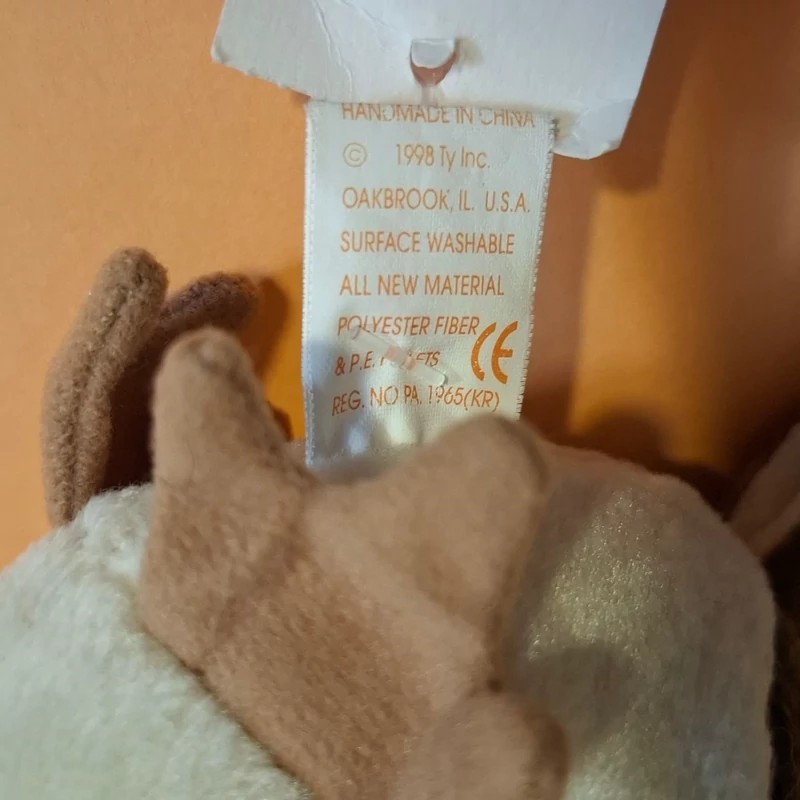 HANDMADE IN CHINA
© 1998 Ty Inc.
OAKBROOK, IL. U.S.A.
SURFACE WASHABLE
ALL NEW MATERIAL
POLYESTER FIBER
& P.E. CE
REG. NO PA. 1965(KR)